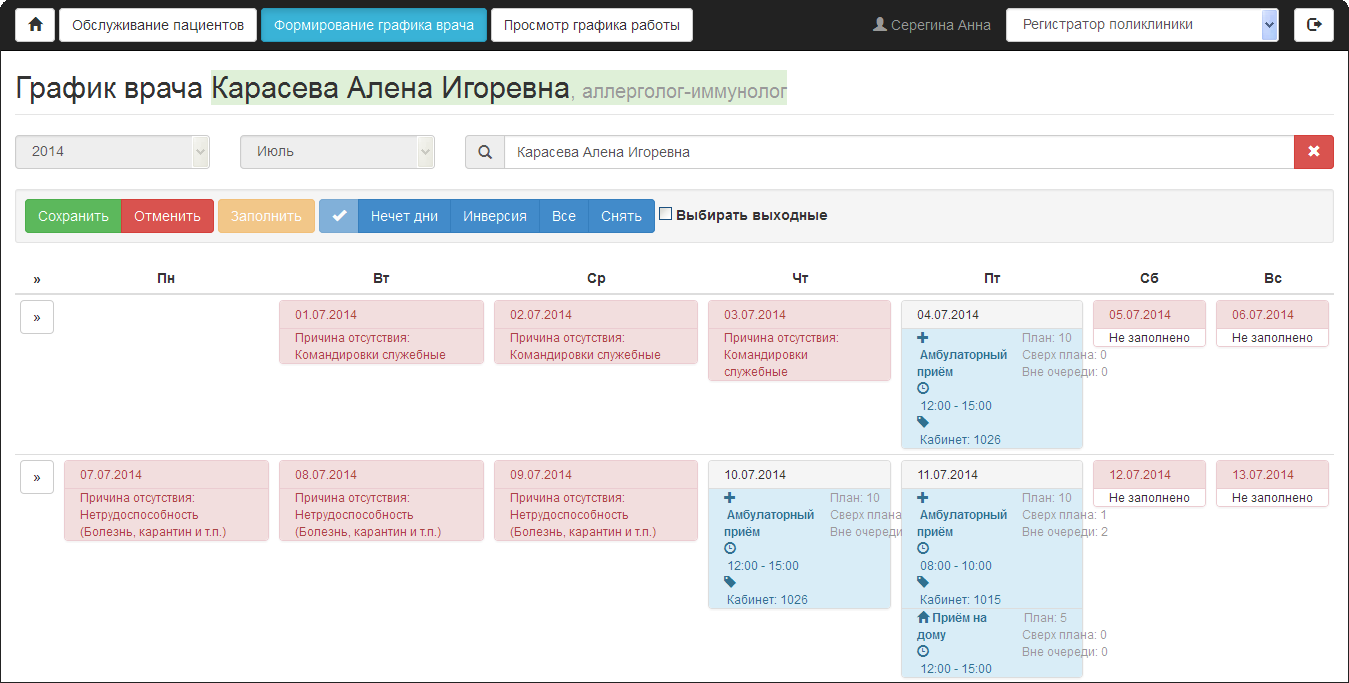 Обслуживание пациентов Формирование графика врача Просмотр графика работы Серегина Анна Регистратор поликлиники
График врача Карасева Алена Игоревна, аллерголог-иммунолог
2014 Июль Карасева Алена Игоревна
Сохранить Отменить Заполнить Нечет дни Инверсия Все Снять Выбирать выходные
» Пн Вт Ср Чт Пт Сб Вс
»
01.07.2014
Причина отсутствия:
Командировки служебные
02.07.2014
Причина отсутствия:
Командировки служебные
03.07.2014
Причина отсутствия:
Командировки
служебные
04.07.2014
Амбулаторный
приём
12:00 - 15:00
Кабинет: 1026
План: 10
Сверх плана: 0
Вне очереди: 0
05.07.2014
Не заполнено
06.07.2014
Не заполнено
»
07.07.2014
Причина отсутствия:
Нетрудоспособность
(Болезнь, карантин и т.п.)
08.07.2014
Причина отсутствия:
Нетрудоспособность
(Болезнь, карантин и т.п.)
09.07.2014
Причина отсутствия:
Нетрудоспособность
(Болезнь, карантин и т.п.)
10.07.2014
Амбулаторный
приём
12:00 - 15:00
Кабинет: 1026
План: 10
Сверх плана
Вне очереди
11.07.2014
Амбулаторный
приём
08:00 - 10:00
Кабинет: 1015
План: 10
Сверх плана: 1
Вне очереди: 2
Приём на
дому
12:00 - 15:00
План: 5
Сверх плана: 0
Вне очереди: 0
12.07.2014
Не заполнено
13.07.2014
Не заполнено